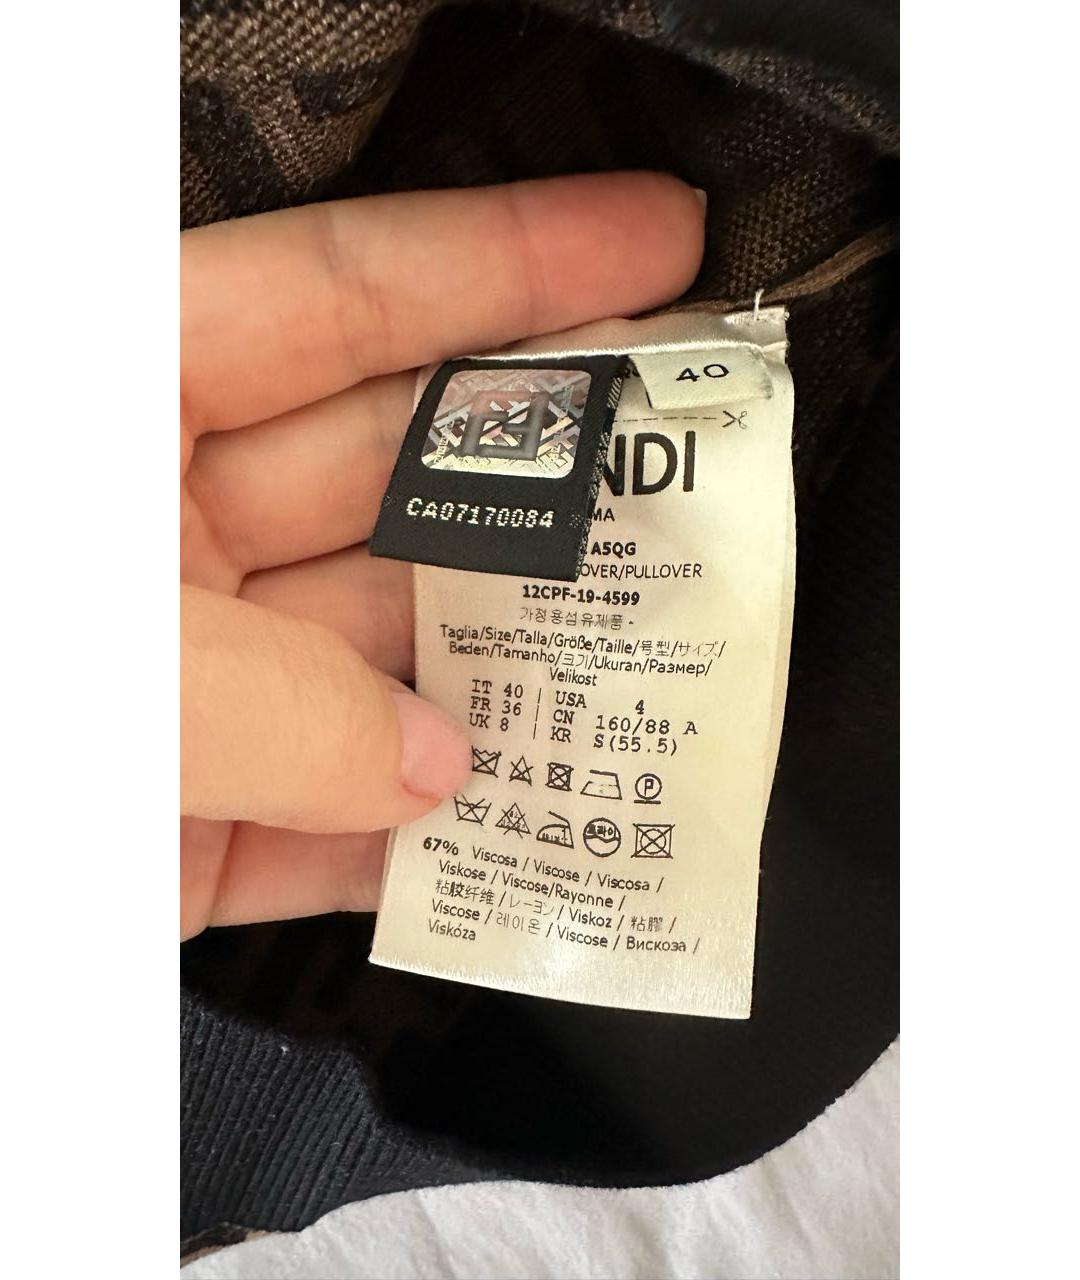 40
CA07170084
NDI
MA
A5QG
OVER/PULLOVER
12CPF-19-4599
가정용섬유제품 -
Taglia/Size/Talla/Größe/Taille/号型/サイズ/
Beden/Tamanho/크기/Ukuran/Размер/
Velikost
IT 40 | USA 4
FR 36 | CN 160/88 A
UK 8 | KR S(55.5)
P
드라이
67% Viscosa / Viscose / Viscosa /
Viskose / Viscose/Rayonne /
粘胶纤维 / レーヨン / Viskoz / 粘膠 /
Viscose / 레이온 / Viscose / Вискоза /
Viskóza